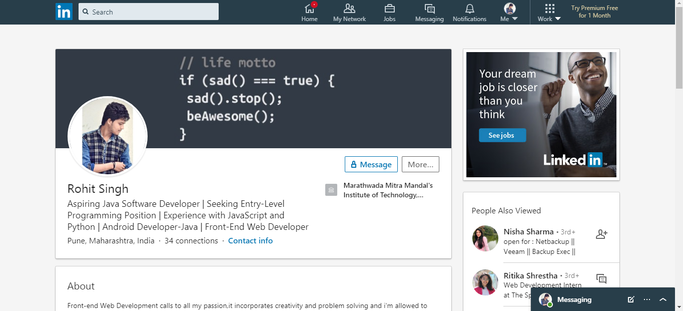 in
Search
Home
My Network
Jobs
Messaging
Notifications
Me
Work
Try Premium Free
for 1 Month
// life motto
if (sad() === true) {
sad().stop();
beAwesome();
}
Message
More...
Rohit Singh
Aspiring Java Software Developer | Seeking Entry-Level
Programming Position | Experience with JavaScript and
Python | Android Developer-Java | Front-End Web Developer
Pune, Maharashtra, India · 34 connections · Contact info
Marathwada Mitra Mandal's
Institute of Technology,...
About
Front-end Web Development calls to all my passion.it incorporates creativity and problem solving and i'm allowed to
Your dream
job is closer
than you
think
See jobs
Linked in
People Also Viewed
Nisha Sharma • 3rd+
open for : Netbackup ||
Veeam || Backup Exec ||
Ritika Shrestha • 3rd+
Web Development Intern
at The Sp
Messaging